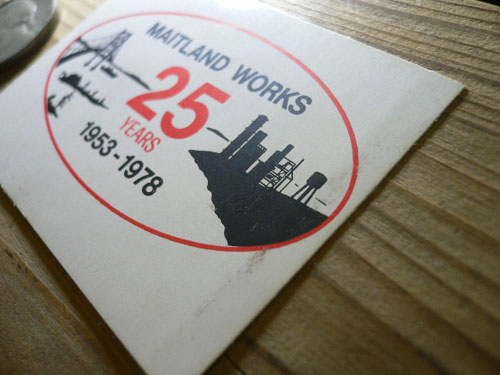 MAITLAND WORKS
25
YEARS
1953-1978